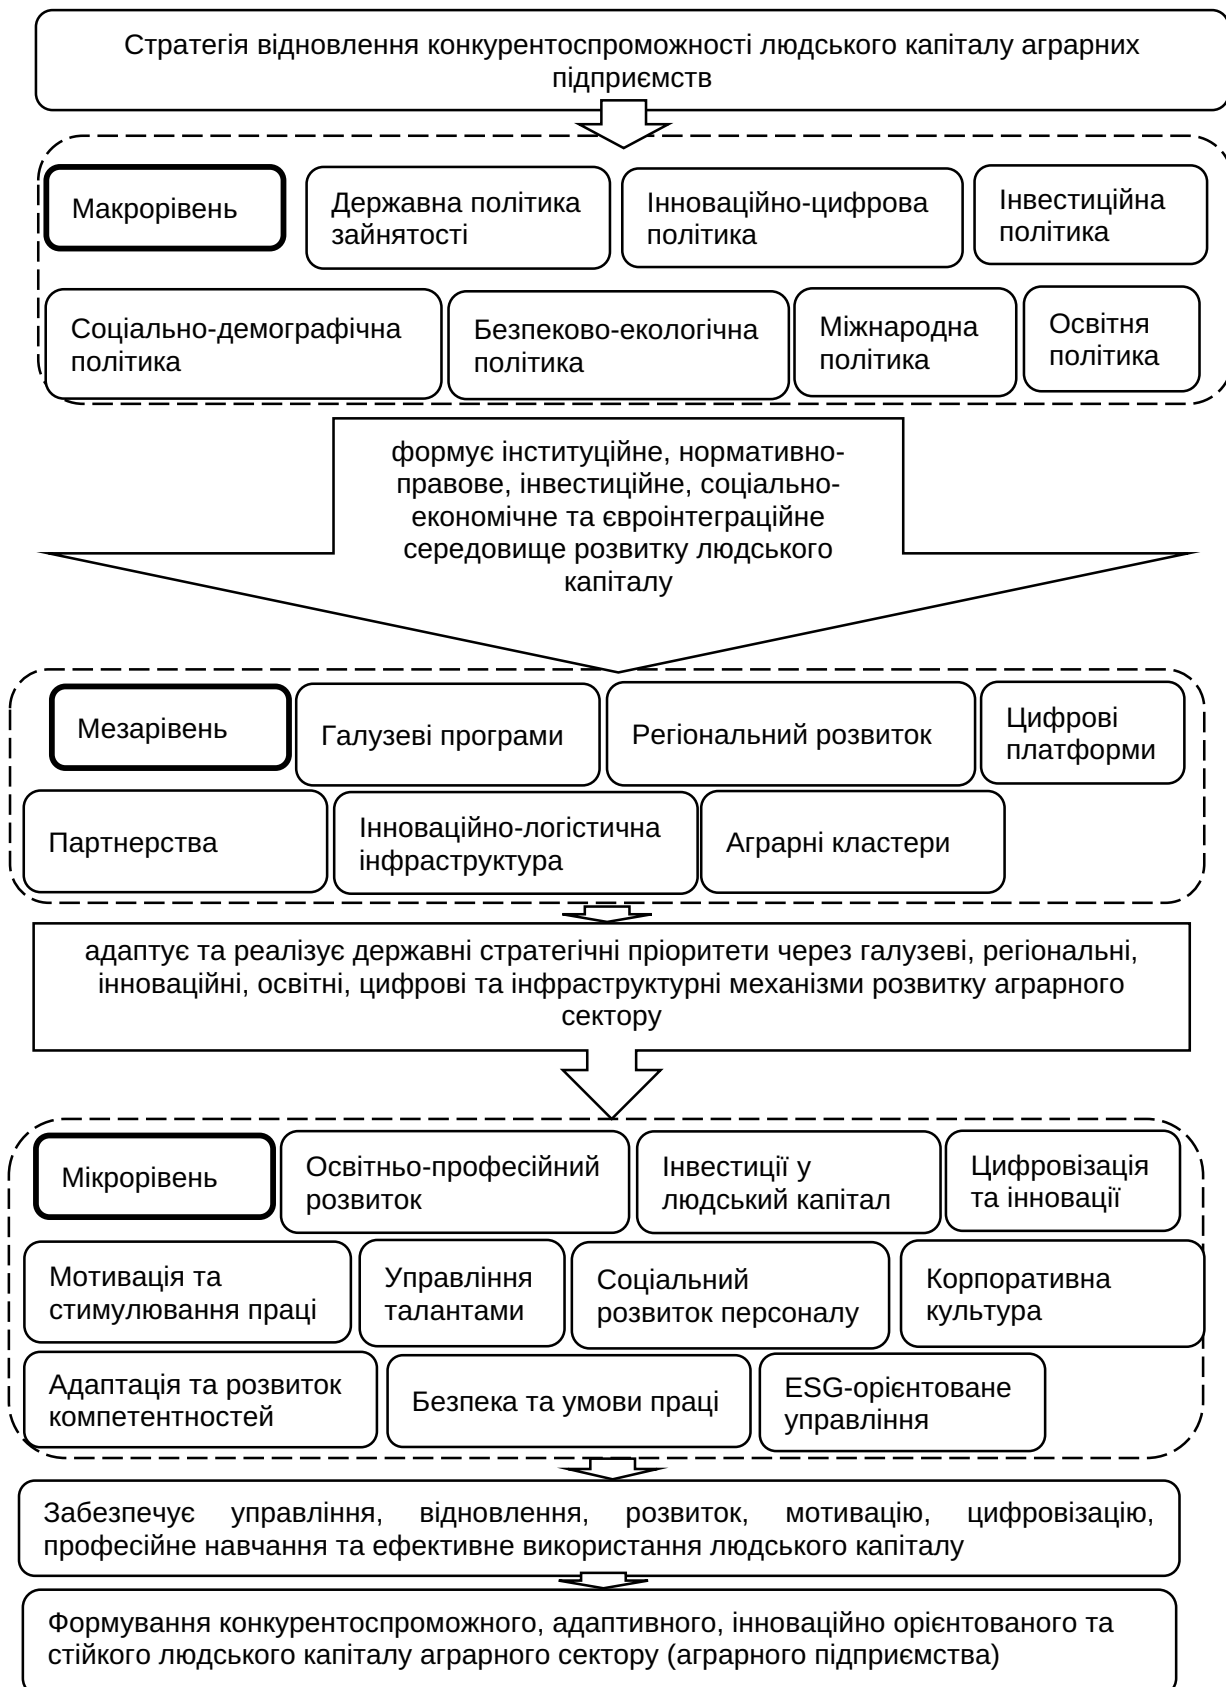 Стратегія відновлення конкурентоспроможності людського капіталу аграрних
підприємств
Макрорівень
Державна політика
зайнятості
Інноваційно-цифрова
політика
Інвестиційна
політика
Соціально-демографічна
політика
Безпеково-екологічна
політика
Міжнародна
політика
Освітня
політика
формує інституційне, нормативно-
правове, інвестиційне, соціально-
економічне та євроінтеграційне
середовище розвитку людського
капіталу
Мезарівень
Галузеві програми
Регіональний розвиток
Цифрові
платформи
Партнерства
Інноваційно-логістична
інфраструктура
Аграрні кластери
адаптує та реалізує державні стратегічні пріоритети через галузеві, регіональні,
інноваційні, освітні, цифрові та інфраструктурні механізми розвитку аграрного
сектору
Мікрорівень
Освітньо-професійний
розвиток
Інвестиції у
людський капітал
Цифровізація
та інновації
Мотивація та
стимулювання праці
Управління
талантами
Соціальний
розвиток персоналу
Корпоративна
культура
Адаптація та розвиток
компетентностей
Безпека та умови праці
ESG-орієнтоване
управління
Забезпечує управління, відновлення, розвиток, мотивацію, цифровізацію,
професійне навчання та ефективне використання людського капіталу
Формування конкурентоспроможного, адаптивного, інноваційно орієнтованого та
стійкого людського капіталу аграрного сектору (аграрного підприємства)